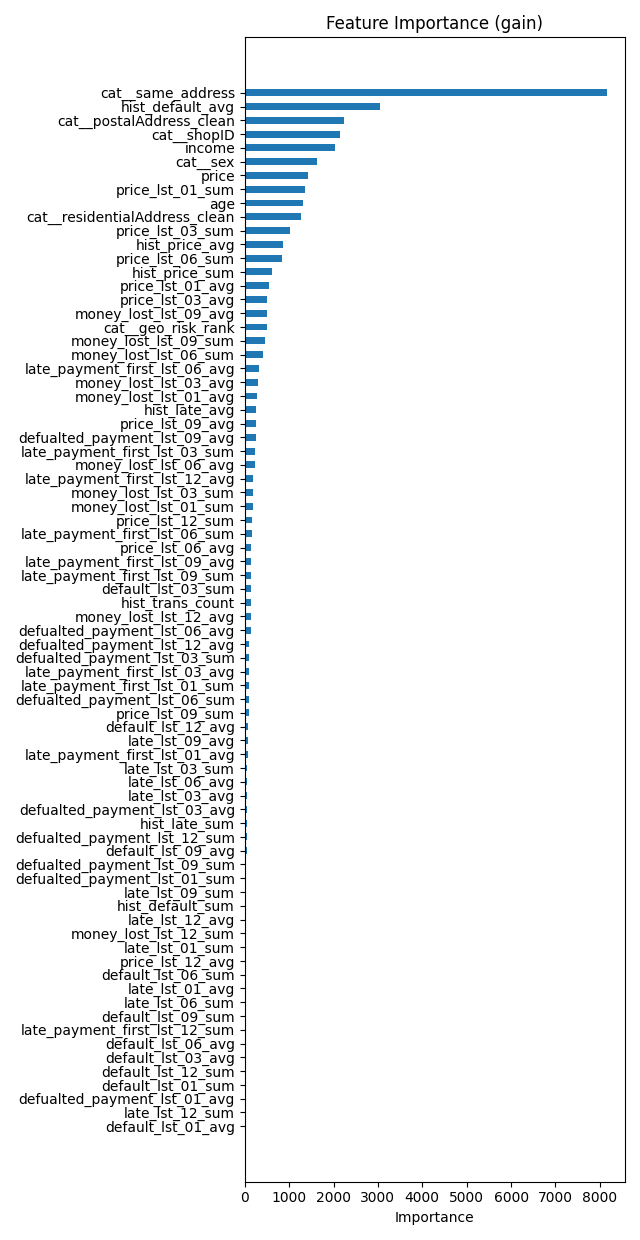 Feature Importance (gain)
cat__same_address
hist_default_avg
cat__postalAddress_clean
cat__shopID
income
cat__sex
price
price_lst_01_sum
age
cat__residentialAddress_clean
price_lst_03_sum
hist_price_avg
price_lst_06_sum
hist_price_sum
price_lst_01_avg
price_lst_03_avg
money_lost_lst_09_avg
cat__geo_risk_rank
money_lost_lst_09_sum
money_lost_lst_06_sum
late_payment_first_lst_06_avg
money_lost_lst_03_avg
money_lost_lst_01_avg
hist_late_avg
price_lst_09_avg
defualted_payment_lst_09_avg
late_payment_first_lst_03_sum
money_lost_lst_06_avg
late_payment_first_lst_12_avg
money_lost_lst_03_sum
money_lost_lst_01_sum
price_lst_12_sum
late_payment_first_lst_06_sum
price_lst_06_avg
late_payment_first_lst_09_avg
late_payment_first_lst_09_sum
default_lst_03_sum
hist_trans_count
money_lost_lst_12_avg
defualted_payment_lst_06_avg
defualted_payment_lst_12_avg
defualted_payment_lst_03_sum
late_payment_first_lst_03_avg
late_payment_first_lst_01_sum
defualted_payment_lst_06_sum
price_lst_09_sum
default_lst_12_avg
late_lst_09_avg
late_payment_first_lst_01_avg
late_lst_03_sum
late_lst_06_avg
late_lst_03_avg
defualted_payment_lst_03_avg
hist_late_sum
defualted_payment_lst_12_sum
default_lst_09_avg
defualted_payment_lst_09_sum
defualted_payment_lst_01_sum
late_lst_09_sum
hist_default_sum
late_lst_12_avg
money_lost_lst_12_sum
late_lst_01_sum
price_lst_12_avg
default_lst_06_sum
late_lst_01_avg
late_lst_06_sum
default_lst_09_sum
late_payment_first_lst_12_sum
default_lst_06_avg
default_lst_03_avg
default_lst_12_sum
default_lst_01_sum
defualted_payment_lst_01_avg
late_lst_12_sum
default_lst_01_avg
0 1000 2000 3000 4000 5000 6000 7000 8000
Importance